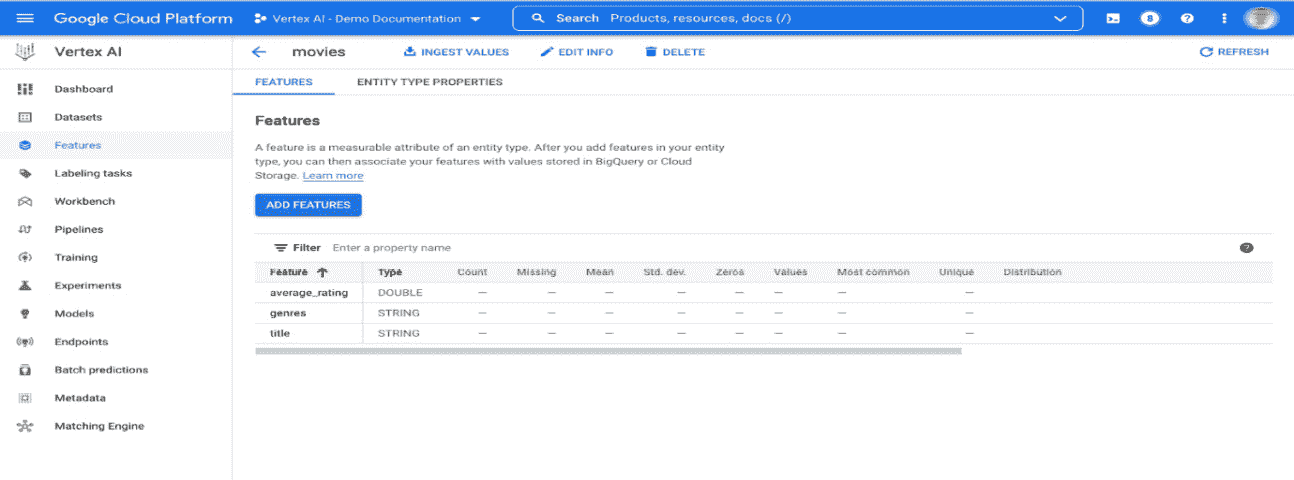 Google Cloud Platform Vertex AI - Demo Documentation Search Products, resources, docs (/) 8 ?
Vertex AI
movies INGEST VALUES EDIT INFO DELETE REFRESH
Dashboard
Datasets
Features
Labeling tasks
Workbench
Pipelines
Training
Experiments
Models
Endpoints
Batch predictions
Metadata
Matching Engine
FEATURES ENTITY TYPE PROPERTIES
Features
A feature is a measurable attribute of an entity type. After you add features in your entity
type, you can then associate your features with values stored in BigQuery or Cloud
Storage. Learn more
ADD FEATURES
Filter Enter a property name ?
Feature Type Count Missing Mean Std. dev. Zeros Values Most common Unique Distribution
average_rating DOUBLE — — — — — — — —
genres STRING — — — — — — — —
title STRING — — — — — — — —